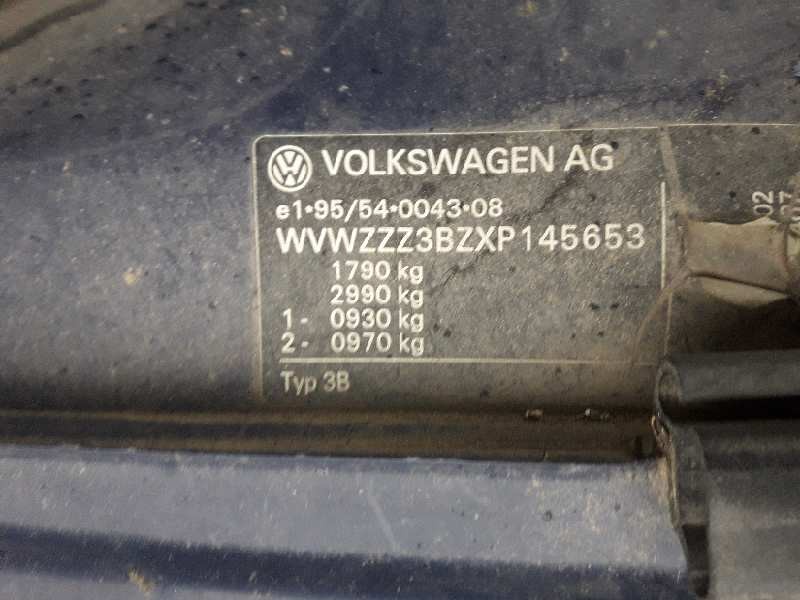 VOLKSWAGEN AG
e1•95/54•0043•08
WVWZZZ3BZXP145653
1790 kg
2990 kg
1- 0930 kg
2- 0970 kg
Typ 3B
02